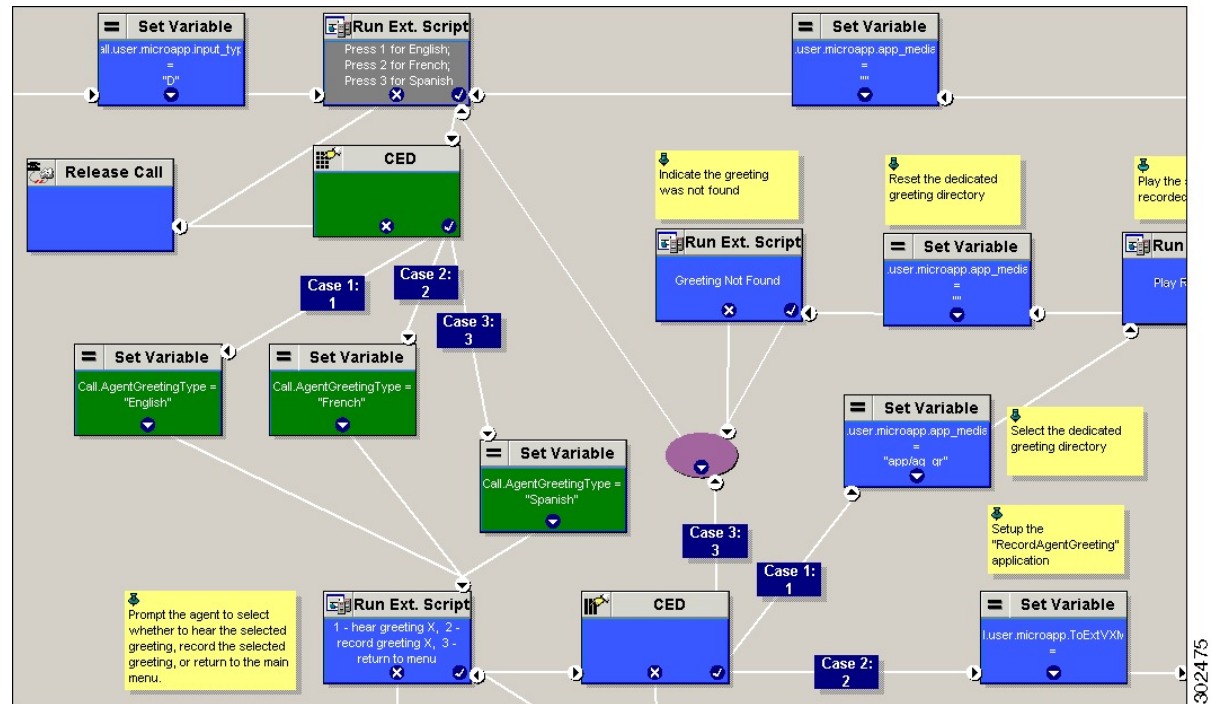 Set Variable
all.user.microapp.input_typ
=
"D"
Run Ext. Script
Press 1 for English;
Press 2 for French;
Press 3 for Spanish
Set Variable
.user.microapp.app_media
=
""
Release Call
CED
Indicate the greeting
was not found
Reset the dedicated
greeting directory
Play the
recorded
Run Ext. Script
Greeting Not Found
Set Variable
.user.microapp.app_media
=
""
Run
Play R
Case 1:
1
Case 2:
2
Case 3:
3
Set Variable
Call.AgentGreetingType =
"English"
Set Variable
Call.AgentGreetingType =
"French"
Set Variable
Call.AgentGreetingType =
"Spanish"
Set Variable
.user.microapp.app_media
=
"app/ag_gr"
Select the dedicated
greeting directory
Case 3:
3
Case 1:
1
Setup the
"RecordAgentGreeting"
application
Prompt the agent to select
whether to hear the selected
greeting, record the selected
greeting, or return to the main
menu.
Run Ext. Script
1 - hear greeting X, 2 -
record greeting X, 3 -
return to menu
CED
Case 2:
2
Set Variable
l.user.microapp.ToExtVXM
=
302475